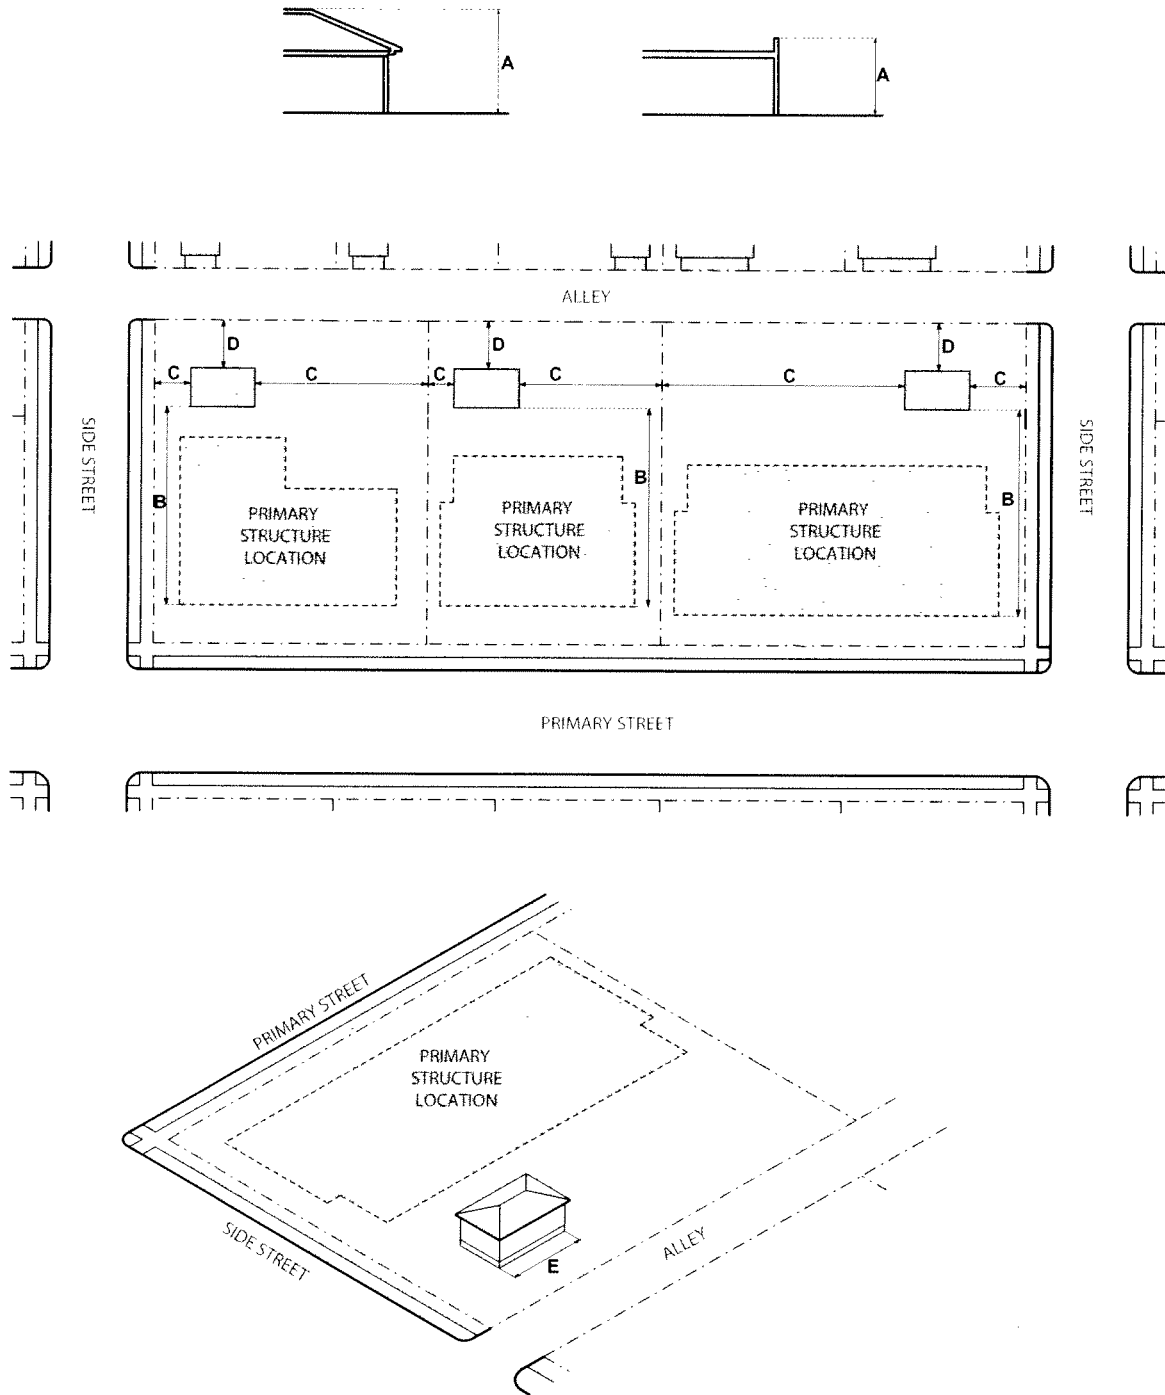 A
A
ALLEY
D
D
D
C
C
C
C
C
C
SIDE STREET
SIDE STREET
B
B
B
PRIMARY
STRUCTURE
LOCATION
PRIMARY
STRUCTURE
LOCATION
PRIMARY
STRUCTURE
LOCATION
PRIMARY STREET
PRIMARY STREET
PRIMARY
STRUCTURE
LOCATION
SIDE STREET
ALLEY
E